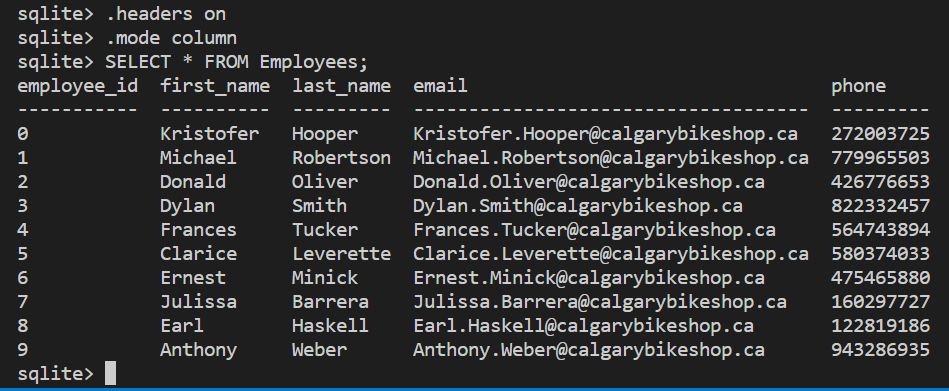 sqlite> .headers on
sqlite> .mode column
sqlite> SELECT * FROM Employees;
employee_id  first_name  last_name  email                                 phone
-----------  ----------  ---------  ------------------------------------  ---------
0            Kristofer   Hooper     Kristofer.Hooper@calgarybikeshop.ca   272003725
1            Michael     Robertson  Michael.Robertson@calgarybikeshop.ca  779965503
2            Donald      Oliver     Donald.Oliver@calgarybikeshop.ca      426776653
3            Dylan       Smith      Dylan.Smith@calgarybikeshop.ca        822332457
4            Frances     Tucker     Frances.Tucker@calgarybikeshop.ca     564743894
5            Clarice     Leverette  Clarice.Leverette@calgarybikeshop.ca  580374033
6            Ernest      Minick     Ernest.Minick@calgarybikeshop.ca      475465880
7            Julissa     Barrera    Julissa.Barrera@calgarybikeshop.ca    160297727
8            Earl        Haskell    Earl.Haskell@calgarybikeshop.ca       122819186
9            Anthony     Weber      Anthony.Weber@calgarybikeshop.ca      943286935
sqlite>